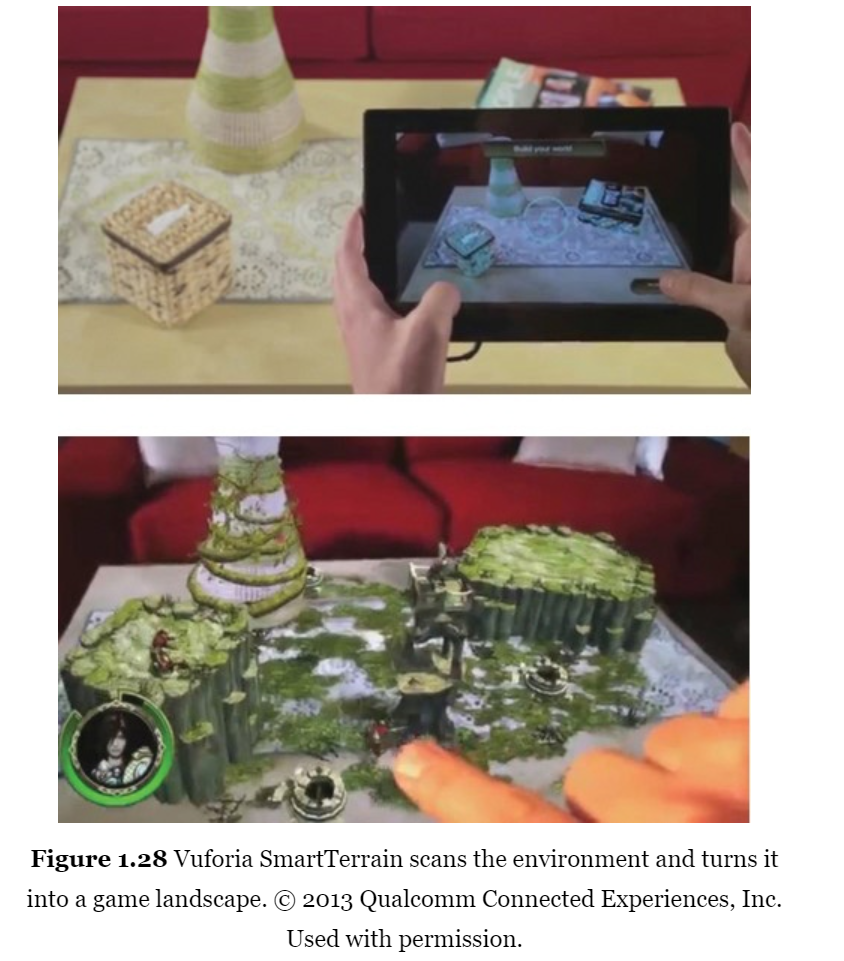 Build your world
Figure 1.28 Vuforia SmartTerrain scans the environment and turns it
into a game landscape. © 2013 Qualcomm Connected Experiences, Inc.
Used with permission.